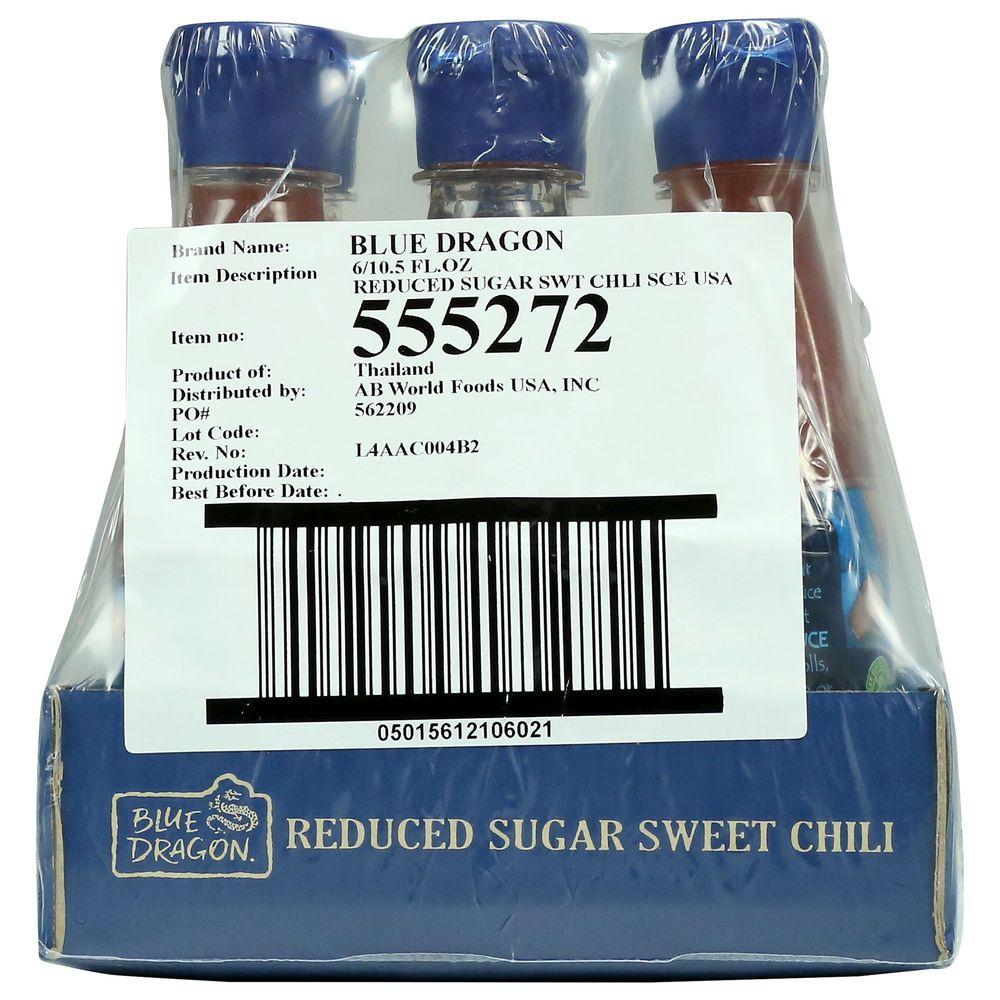 Brand Name: BLUE DRAGON
Item Description 6/10.5 FL.OZ
REDUCED SUGAR SWT CHLI SCE USA
Item no: 555272
Product of: Thailand
Distributed by: AB World Foods USA, INC
PO# 562209
Lot Code:
Rev. No: L4AAC004B2
Production Date:
Best Before Date: .
05015612106021
UCE
BLUE
DRAGON.
REDUCED SUGAR SWEET CHILI